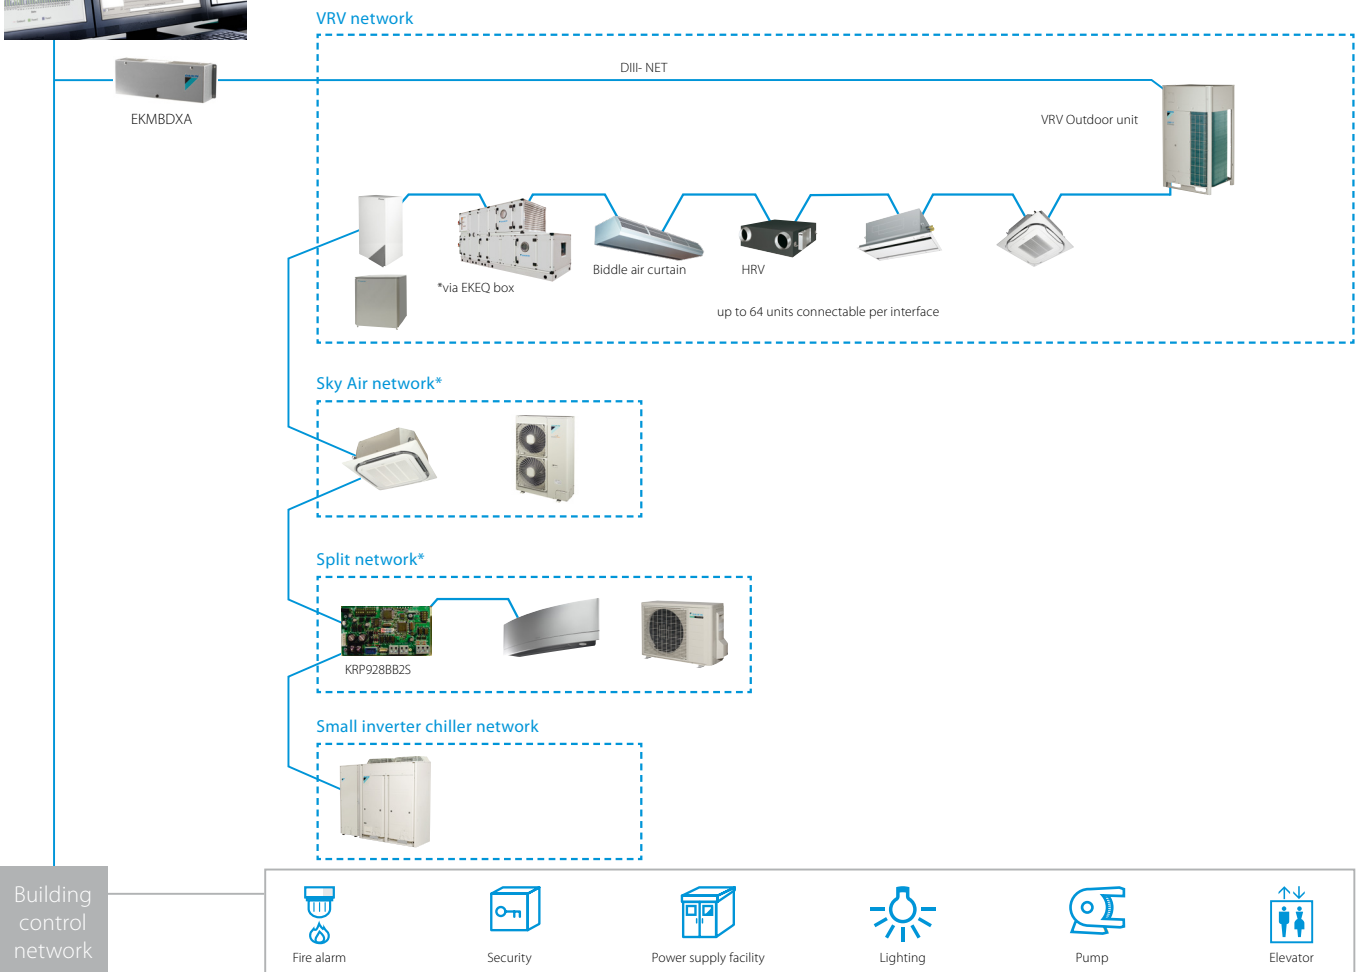 VRV network
DIII- NET
EKMBDXA
VRV Outdoor unit
Biddle air curtain
HRV
*via EKEQ box
up to 64 units connectable per interface
Sky Air network*
Split network*
KRP928BB2S
Small inverter chiller network
Building
control
network
Fire alarm
Security
Power supply facility
Lighting
Pump
Elevator